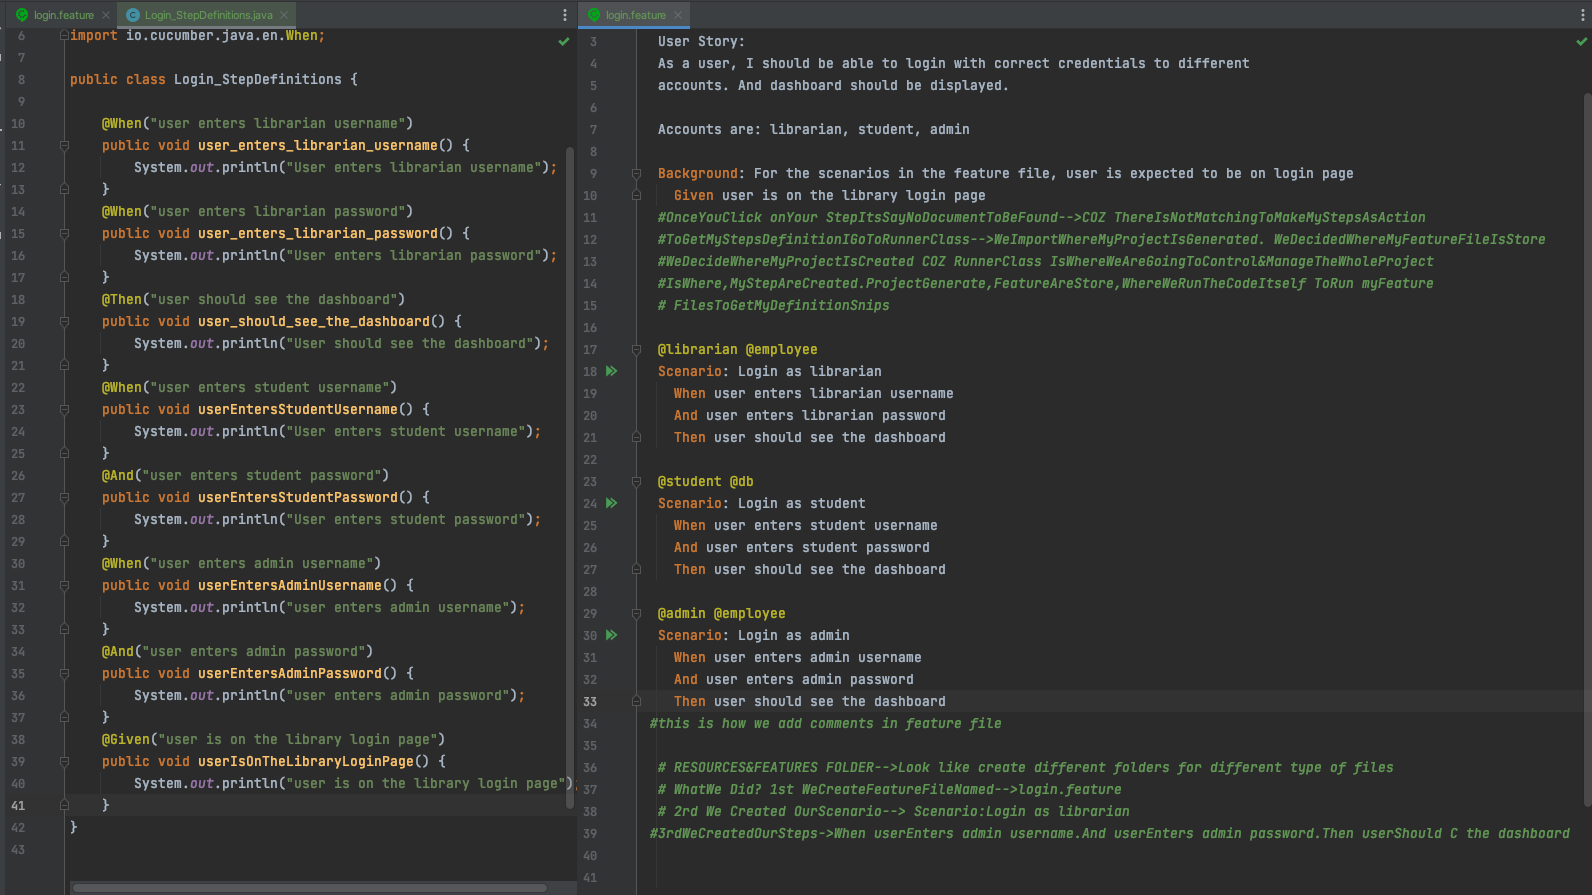 login.feature
Login_StepDefinitions.java
6 import io.cucumber.java.en.When;
7
8 public class Login_StepDefinitions {
9
10 @When("user enters librarian username")
11 public void user_enters_librarian_username() {
12 System.out.println("User enters librarian username");
13 }
14 @When("user enters librarian password")
15 public void user_enters_librarian_password() {
16 System.out.println("User enters librarian password");
17 }
18 @Then("user should see the dashboard")
19 public void user_should_see_the_dashboard() {
20 System.out.println("User should see the dashboard");
21 }
22 @When("user enters student username")
23 public void userEntersStudentUsername() {
24 System.out.println("User enters student username");
25 }
26 @And("user enters student password")
27 public void userEntersStudentPassword() {
28 System.out.println("User enters student password");
29 }
30 @When("user enters admin username")
31 public void userEntersAdminUsername() {
32 System.out.println("user enters admin username");
33 }
34 @And("user enters admin password")
35 public void userEntersAdminPassword() {
36 System.out.println("user enters admin password");
37 }
38 @Given("user is on the library login page")
39 public void userIsOnTheLibraryLoginPage() {
40 System.out.println("user is on the library login page");
41 }
42 }
43
login.feature
3 User Story:
4 As a user, I should be able to login with correct credentials to different
5 accounts. And dashboard should be displayed.
6
7 Accounts are: librarian, student, admin
8
9 Background: For the scenarios in the feature file, user is expected to be on login page
10 Given user is on the library login page
11 #OnceYouClick onYour StepItsSayNoDocumentToBeFound-->COZ ThereIsNotMatchingToMakeMyStepsAsAction
12 #ToGetMyStepsDefinitionIGoToRunnerClass-->WeImportWhereMyProjectIsGenerated. WeDecidedWhereMyFeatureFileIsStore
13 #WeDecideWhereMyProjectIsCreated COZ RunnerClass IsWhereWeAreGoingToControl&ManageTheWholeProject
14 #IsWhere,MyStepAreCreated.ProjectGenerate,FeatureAreStore,WhereWeRunTheCodeItself ToRun myFeature
15 # FilesToGetMyDefinitionSnips
16
17 @librarian @employee
18 Scenario: Login as librarian
19 When user enters librarian username
20 And user enters librarian password
21 Then user should see the dashboard
22
23 @student @db
24 Scenario: Login as student
25 When user enters student username
26 And user enters student password
27 Then user should see the dashboard
28
29 @admin @employee
30 Scenario: Login as admin
31 When user enters admin username
32 And user enters admin password
33 Then user should see the dashboard
34 #this is how we add comments in feature file
35
36 # RESOURCES&FEATURES FOLDER-->Look like create different folders for different type of files
37 # WhatWe Did? 1st WeCreateFeatureFileNamed-->login.feature
38 # 2rd We Created OurScenario--> Scenario:Login as librarian
39 #3rdWeCreatedOurSteps->When userEnters admin username.And userEnters admin password.Then userShould C the dashboard
40
41